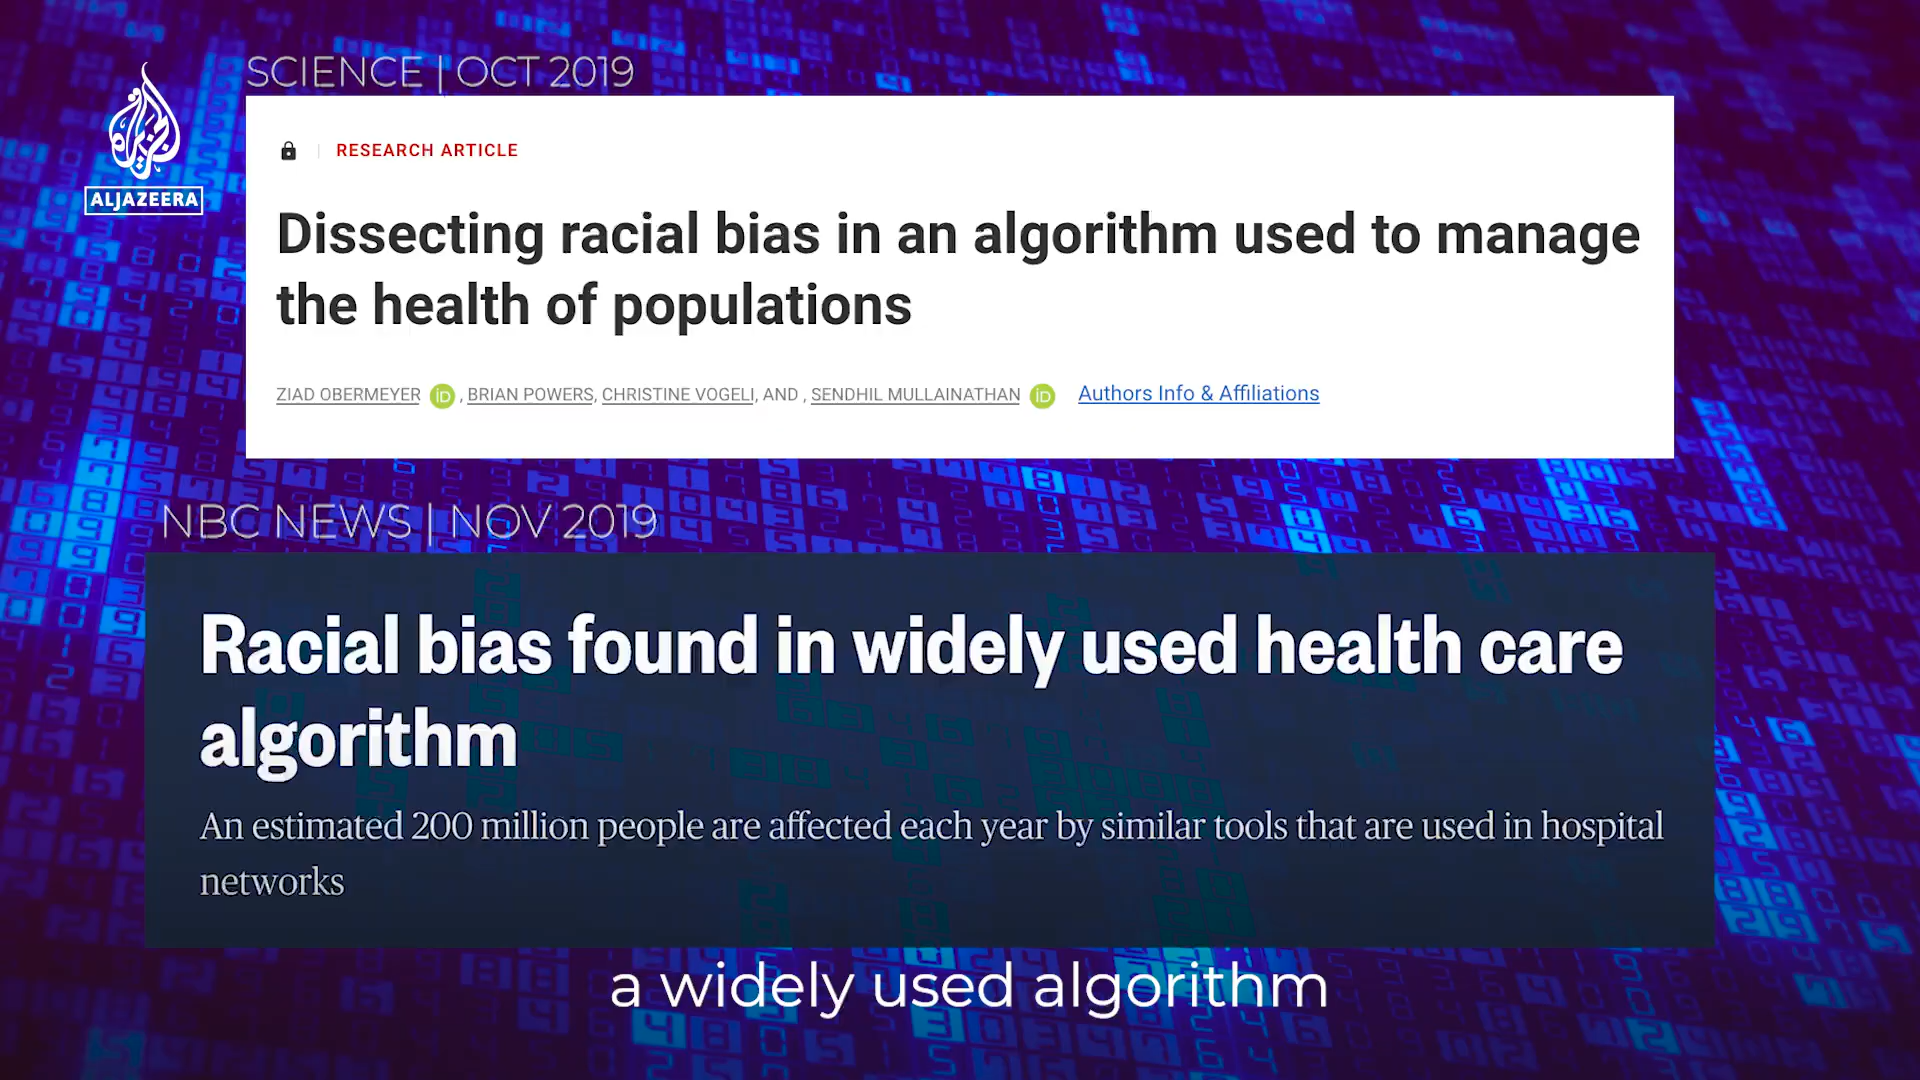 SCIENCE | OCT 2019
ALJAZEERA
RESEARCH ARTICLE
Dissecting racial bias in an algorithm used to manage
the health of populations
ZIAD OBERMEYER iD , BRIAN POWERS, CHRISTINE VOGELI, AND , SENDHIL MULLAINATHAN iD Authors Info & Affiliations
NBC NEWS | NOV 2019
Racial bias found in widely used health care
algorithm
An estimated 200 million people are affected each year by similar tools that are used in hospital
networks
a widely used algorithm